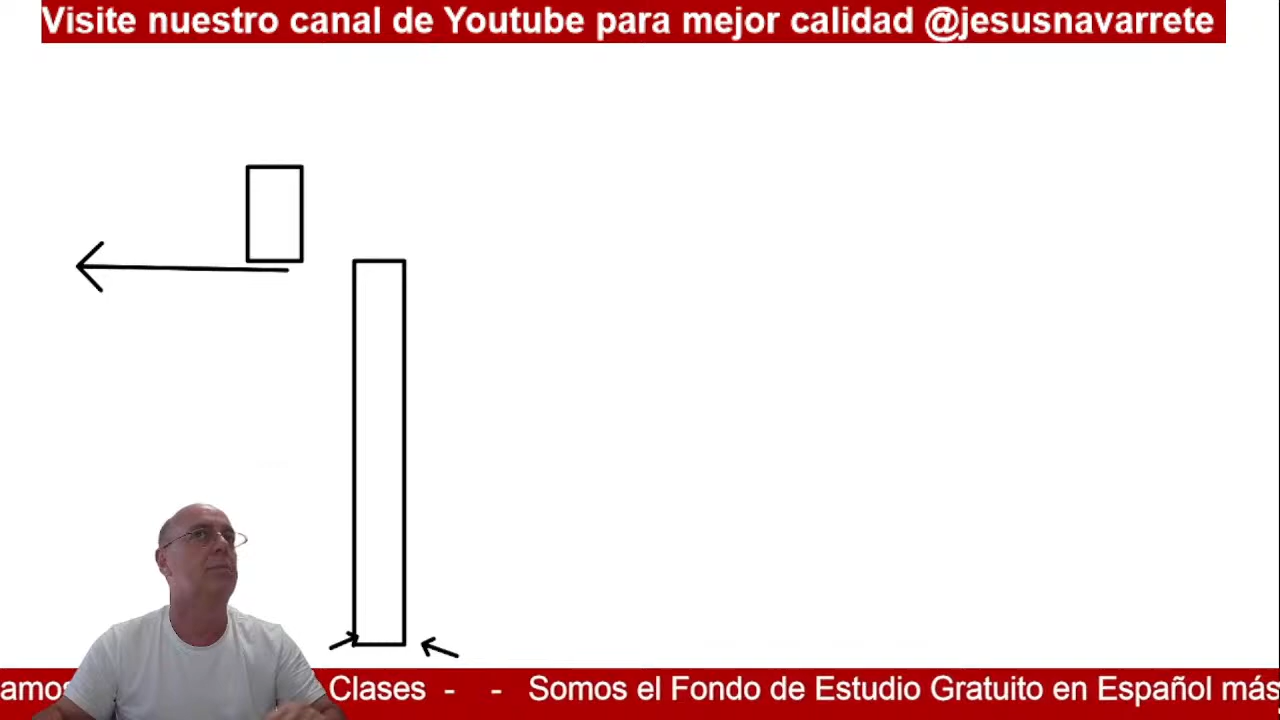 Visite nuestro canal de Youtube para mejor calidad @jesusnavarrete
Clases - - Somos el Fondo de Estudio Gratuito en Español más